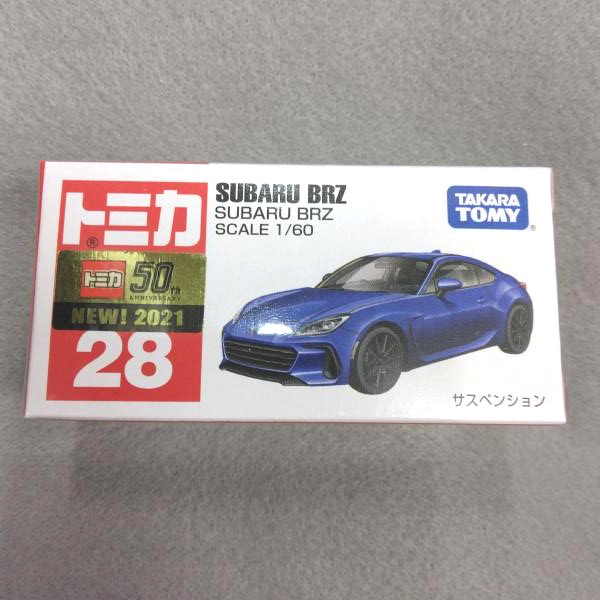 トミカ
®
トミカ 50th
ANNIVERSARY
NEW! 2021
28
SUBARU BRZ
SUBARU BRZ
SCALE 1/60
TAKARA
TOMY
®
サスペンション